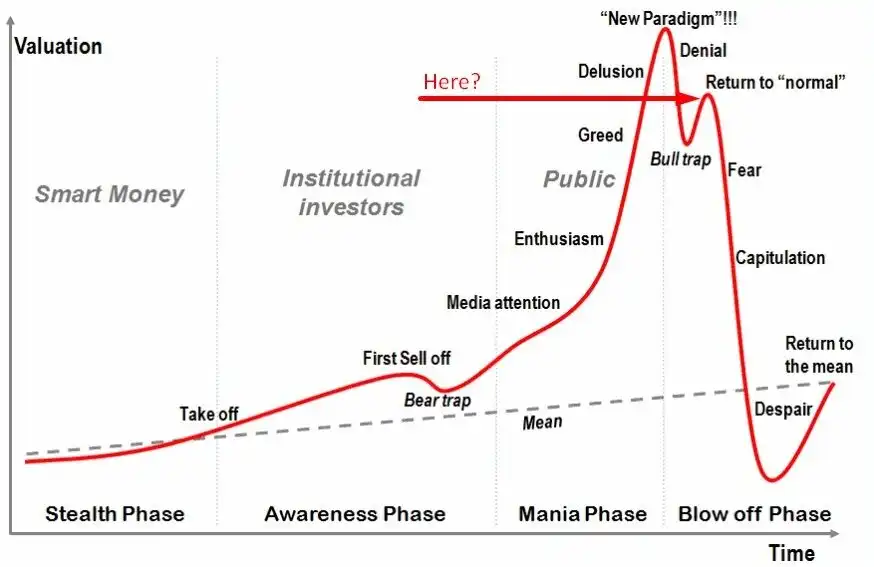 "New Paradigm"!!!
Valuation
Denial
Delusion
Here?
Return to "normal"
Greed
Bull trap
Smart Money
Institutional
investors
Public
Fear
Enthusiasm
Capitulation
Media attention
First Sell off
Return to
the mean
Bear trap
Take off
Mean
Despair
Stealth Phase
Awareness Phase
Mania Phase
Blow off Phase
Time